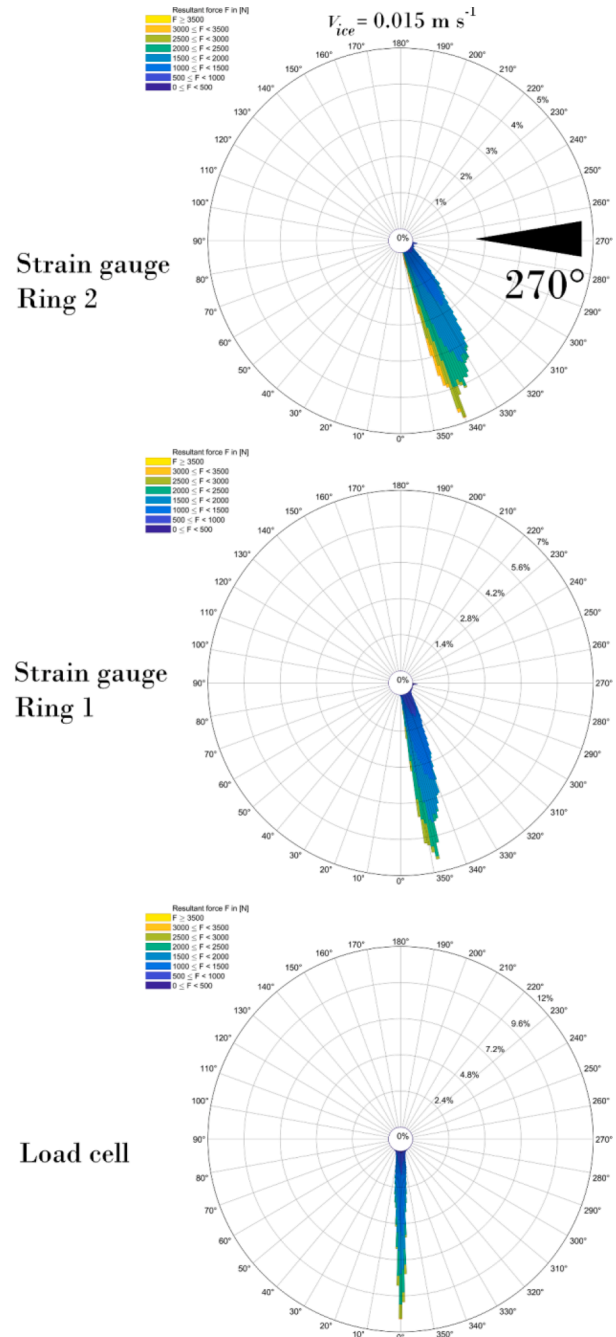 Resultant force F in [N]
F ≥ 3500
3000 ≤ F < 3500
2500 ≤ F < 3000
2000 ≤ F < 2500
1500 ≤ F < 2000
1000 ≤ F < 1500
500 ≤ F < 1000
0 ≤ F < 500
V_ice = 0.015 m s⁻¹
180°
170° 190°
160° 200°
150° 210°
140° 220°
5%
130° 230°
4%
120° 240°
3%
110° 250°
2%
100° 260°
1%
0%
90° 270°
Strain gauge
Ring 2
270°
80° 280°
70° 290°
60° 300°
50° 310°
40° 320°
30° 330°
20° 340°
10° 350°
0°
Resultant force F in [N]
F ≥ 3500
3000 ≤ F < 3500
2500 ≤ F < 3000
2000 ≤ F < 2500
1500 ≤ F < 2000
1000 ≤ F < 1500
500 ≤ F < 1000
0 ≤ F < 500
180°
170° 190°
160° 200°
150° 210°
140° 220°
7%
130° 230°
5.6%
120° 240°
4.2%
110° 250°
2.8%
100° 260°
1.4%
0%
90° 270°
Strain gauge
Ring 1
80° 280°
70° 290°
60° 300°
50° 310°
40° 320°
30° 330°
20° 340°
10° 350°
0°
Resultant force F in [N]
F ≥ 3500
3000 ≤ F < 3500
2500 ≤ F < 3000
2000 ≤ F < 2500
1500 ≤ F < 2000
1000 ≤ F < 1500
500 ≤ F < 1000
0 ≤ F < 500
180°
170° 190°
160° 200°
150° 210°
140° 220°
12%
130° 230°
9.6%
120° 240°
7.2%
110° 250°
4.8%
100° 260°
2.4%
0%
90° 270°
Load cell
80° 280°
70° 290°
60° 300°
50° 310°
40° 320°
30° 330°
20° 340°
10° 350°
0°